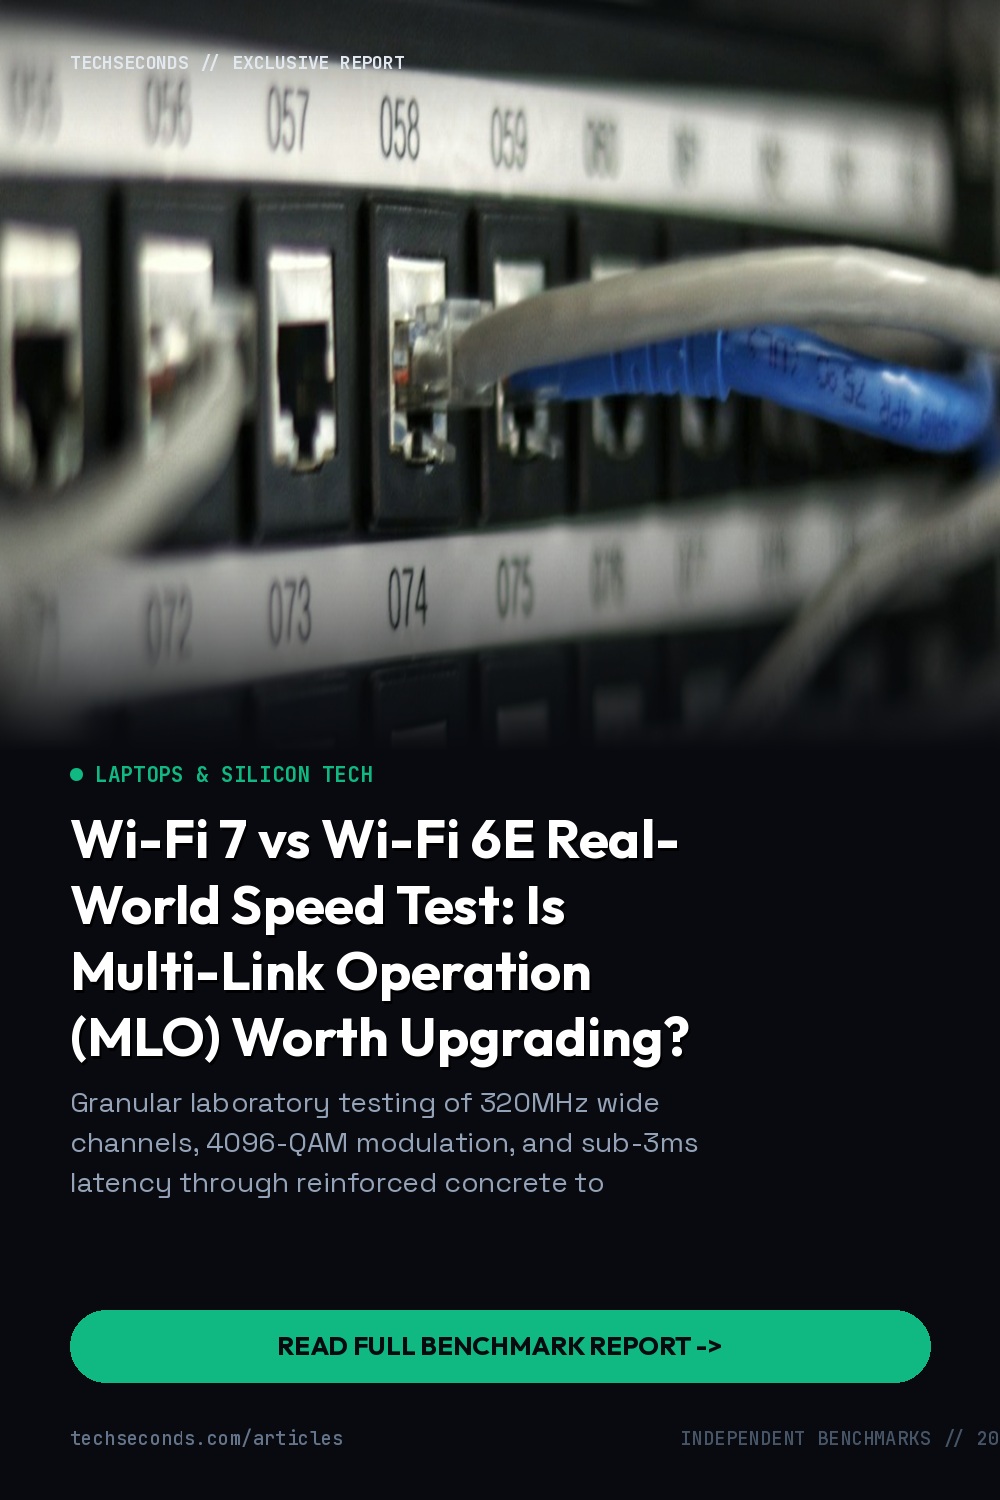 TECHSECONDS // EXCLUSIVE REPORT
056 057 058 059
072 073 074 075
LAPTOPS & SILICON TECH
Wi-Fi 7 vs Wi-Fi 6E Real-
World Speed Test: Is
Multi-Link Operation
(MLO) Worth Upgrading?
Granular laboratory testing of 320MHz wide
channels, 4096-QAM modulation, and sub-3ms
latency through reinforced concrete to
READ FULL BENCHMARK REPORT ->
techseconds.com/articles
INDEPENDENT BENCHMARKS // 20